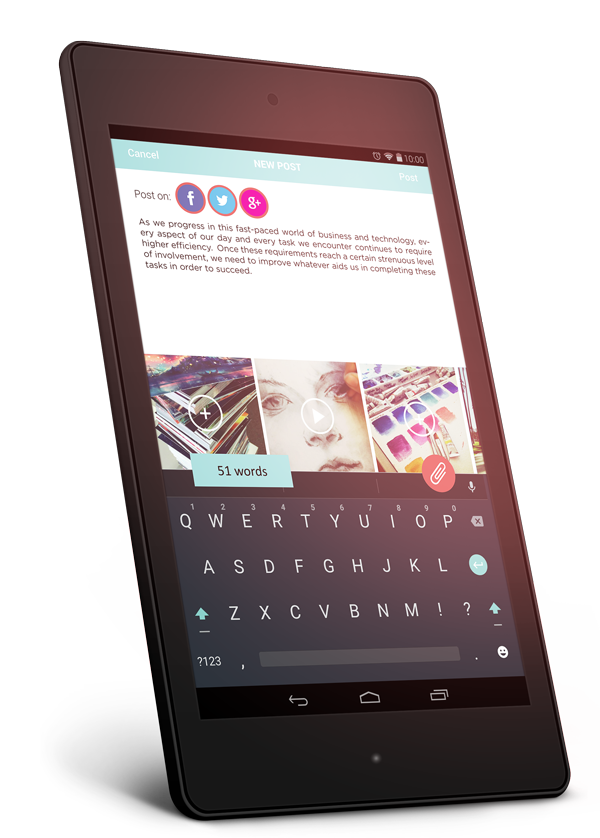 10:00
Cancel
NEW POST
Post
Post on:
f
g+
As we progress in this fast-paced world of business and technology, ev-
ery aspect of our day and every task we encounter continues to require
higher efficiency. Once these requirements reach a certain strenuous level
of involvement, we need to improve whatever aids us in completing these
tasks in order to succeed.
51 words
1 2 3 4 5 6 7 8 9 0
Q W E R T Y U I O P
A S D F G H J K L
Z X C V B N M ! ?
?123 , .